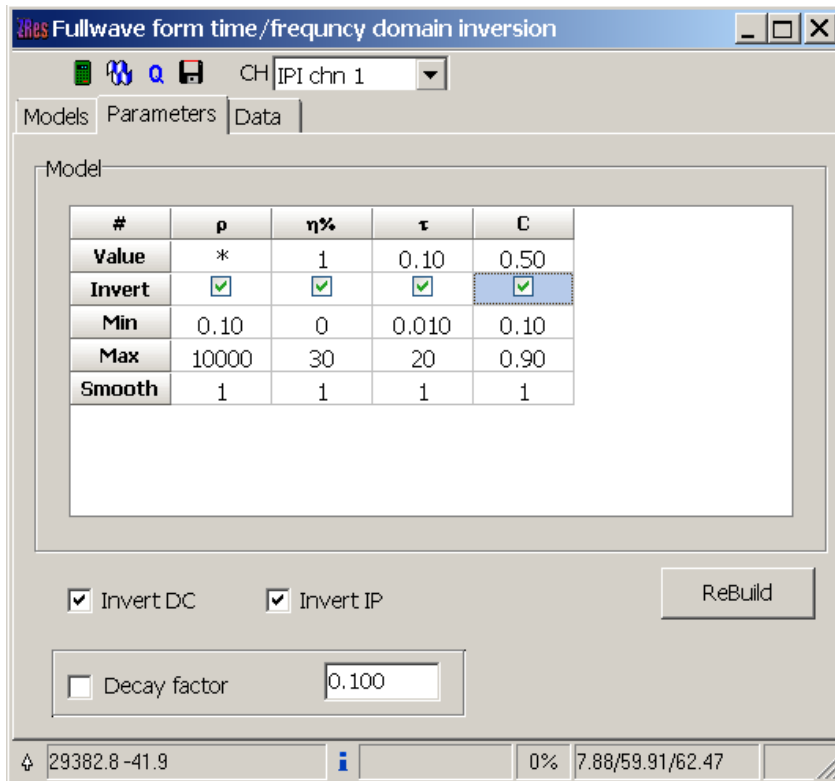 ZRes Fullwave form time/frequncy domain inversion
Q CH IPI chn 1
Models Parameters Data
Model
# ρ η% τ C
Value * 1 0.10 0.50
Invert
Min 0.10 0 0.010 0.10
Max 10000 30 20 0.90
Smooth 1 1 1 1
Invert DC Invert IP ReBuild
Decay factor 0.100
29382.8 -41.9 i 0% 7.88/59.91/62.47